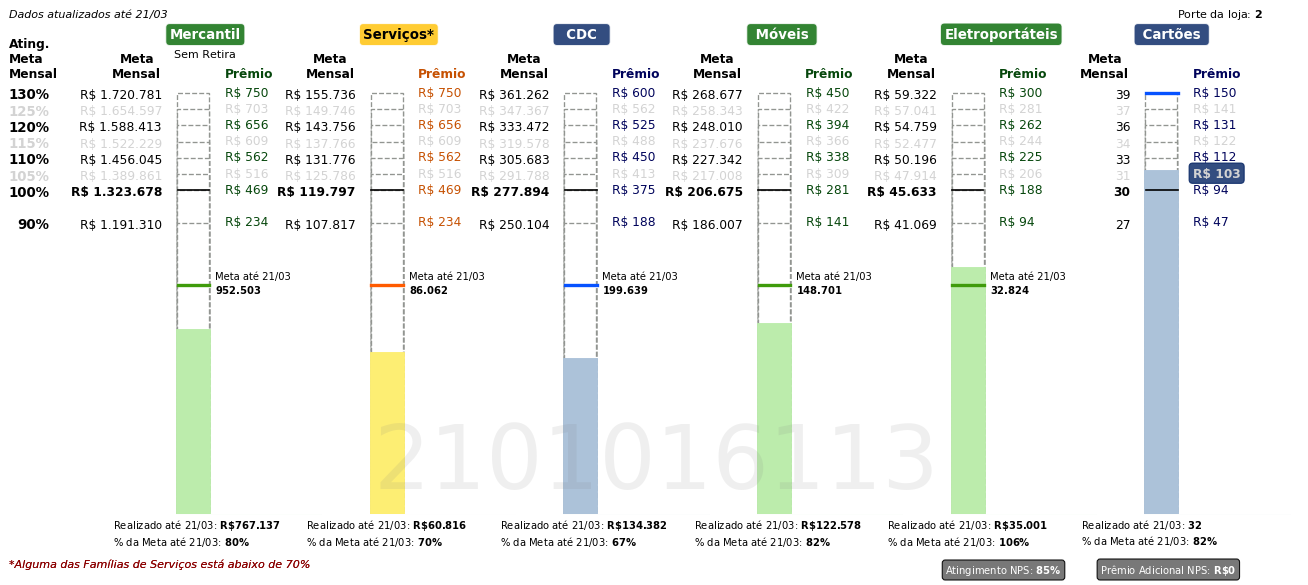 Dados atualizados até 21/03
Porte da loja: 2
Mercantil Serviços* CDC Móveis Eletroportáteis Cartões
Sem Retira
Ating. Meta Mensal
Meta Mensal Prêmio Meta Mensal Prêmio Meta Mensal Prêmio Meta Mensal Prêmio Meta Mensal Prêmio Meta Mensal Prêmio
130% R$ 1.720.781 R$ 750 R$ 155.736 R$ 750 R$ 361.262 R$ 600 R$ 268.677 R$ 450 R$ 59.322 R$ 300 39 R$ 150
125% R$ 1.654.597 R$ 703 R$ 149.746 R$ 703 R$ 347.367 R$ 562 R$ 258.343 R$ 422 R$ 57.041 R$ 281 37 R$ 141
120% R$ 1.588.413 R$ 656 R$ 143.756 R$ 656 R$ 333.472 R$ 525 R$ 248.010 R$ 394 R$ 54.759 R$ 262 36 R$ 131
115% R$ 1.522.229 R$ 609 R$ 137.766 R$ 609 R$ 319.578 R$ 488 R$ 237.676 R$ 366 R$ 52.477 R$ 244 34 R$ 122
110% R$ 1.456.045 R$ 562 R$ 131.776 R$ 562 R$ 305.683 R$ 450 R$ 227.342 R$ 338 R$ 50.196 R$ 225 33 R$ 112
105% R$ 1.389.861 R$ 516 R$ 125.786 R$ 516 R$ 291.788 R$ 413 R$ 217.008 R$ 309 R$ 47.914 R$ 206 31 R$ 103
100% R$ 1.323.678 R$ 469 R$ 119.797 R$ 469 R$ 277.894 R$ 375 R$ 206.675 R$ 281 R$ 45.633 R$ 188 30 R$ 94
90% R$ 1.191.310 R$ 234 R$ 107.817 R$ 234 R$ 250.104 R$ 188 R$ 186.007 R$ 141 R$ 41.069 R$ 94 27 R$ 47
Meta até 21/03 Meta até 21/03 Meta até 21/03 Meta até 21/03 Meta até 21/03
952.503 86.062 199.639 148.701 32.824
2101016113
Realizado até 21/03: R$767.137 Realizado até 21/03: R$60.816 Realizado até 21/03: R$134.382 Realizado até 21/03: R$122.578 Realizado até 21/03: R$35.001 Realizado até 21/03: 32
% da Meta até 21/03: 80% % da Meta até 21/03: 70% % da Meta até 21/03: 67% % da Meta até 21/03: 82% % da Meta até 21/03: 106% % da Meta até 21/03: 82%
*Alguma das Famílias de Serviços está abaixo de 70%
Atingimento NPS: 85% Prêmio Adicional NPS: R$0